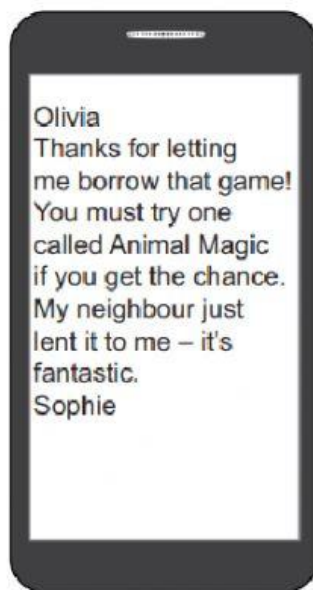 Olivia
Thanks for letting
me borrow that game!
You must try one
called Animal Magic
if you get the chance.
My neighbour just
lent it to me – it's
fantastic.
Sophie